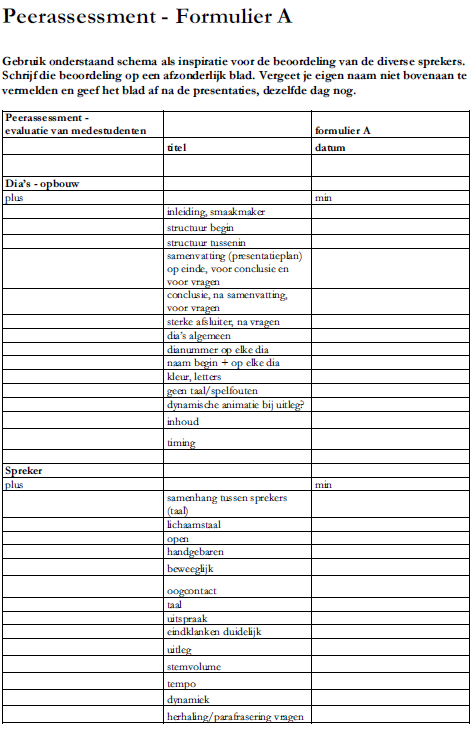 Peerassessment - Formulier A
Gebruik onderstaand schema als inspiratie voor de beoordeling van de diverse sprekers.
Schrijf die beoordeling op een afzonderlijk blad. Vergeet je eigen naam niet bovenaan te
vermelden en geef het blad af na de presentaties, dezelfde dag nog.
Peerassessment -
evaluatie van medestudenten
formulier A
titel
datum
Dia's - opbouw
plus
min
inleiding, smaakmaker
structuur begin
structuur tussenin
samenvatting (presentatieplan)
op einde, voor conclusie en
voor vragen
conclusie, na samenvatting,
voor vragen
sterke afsluiter, na vragen
dia's algemeen
dianummer op elke dia
naam begin + op elke dia
kleur, letters
geen taal/spelfouten
dynamische animatie bij uitleg?
inhoud
timing
Spreker
plus
min
samenhang tussen sprekers
(taal)
lichaamstaal
open
handgebaren
beweeglijk
oogcontact
taal
uitspraak
eindklanken duidelijk
uitleg
stemvolume
tempo
dynamiek
herhaling/parafrasering vragen